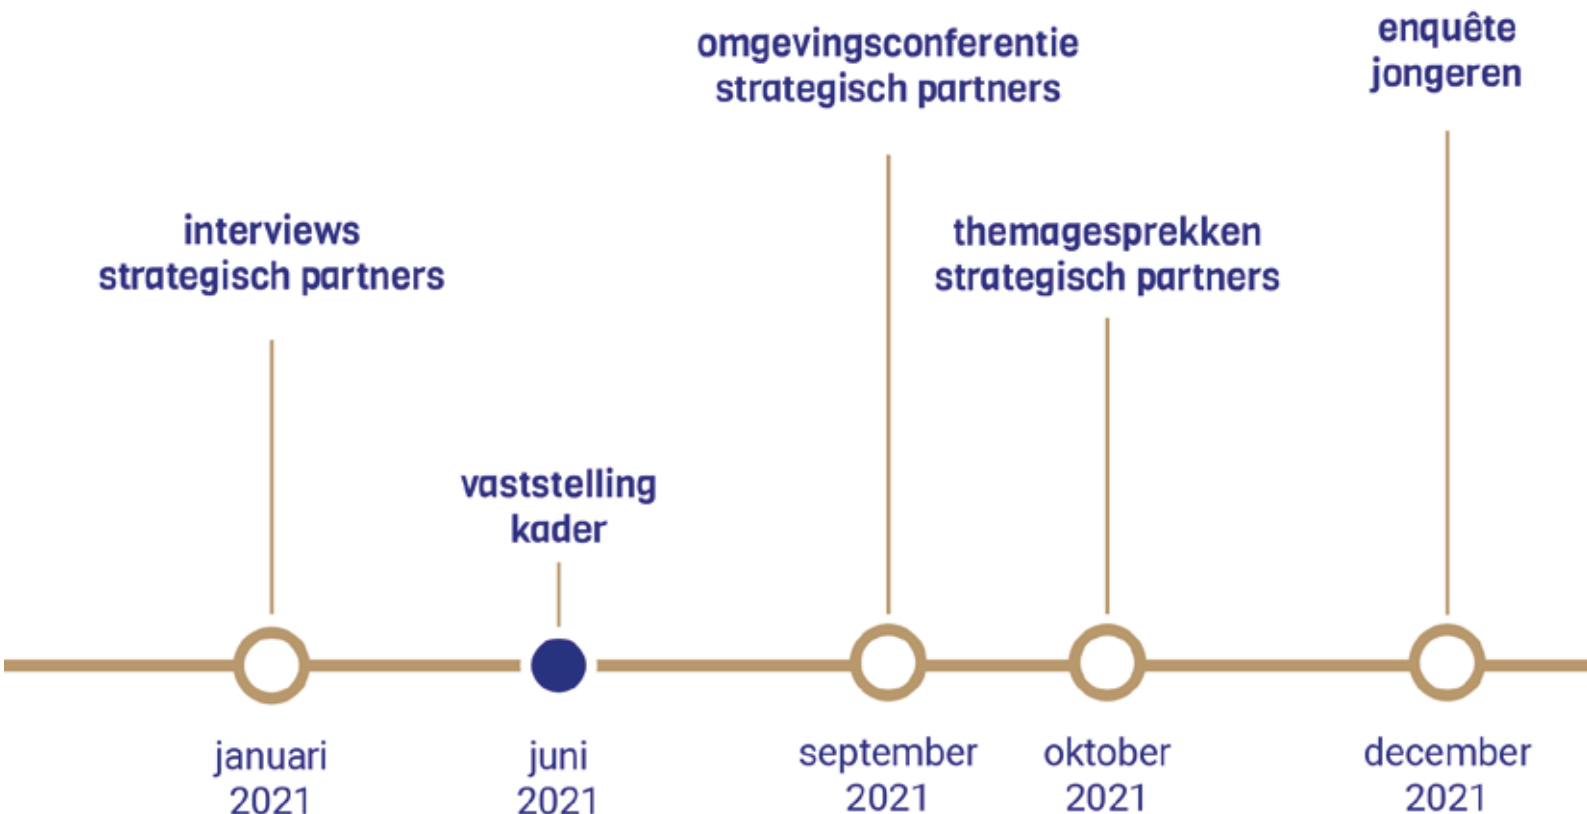 interviews
strategisch partners
januari
2021
vaststelling
kader
juni
2021
omgevingsconferentie
strategisch partners
september
2021
themagesprekken
strategisch partners
oktober
2021
enquête
jongeren
december
2021